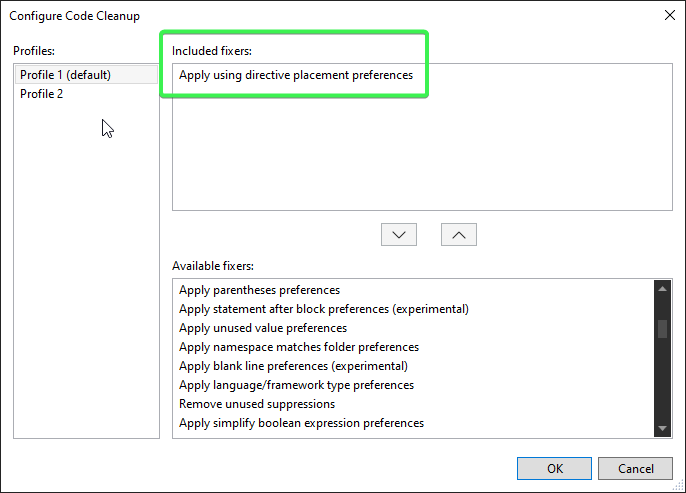 Configure Code Cleanup
Profiles:
Profile 1 (default)
Profile 2
Included fixers:
Apply using directive placement preferences
Available fixers:
Apply parentheses preferences
Apply statement after block preferences (experimental)
Apply unused value preferences
Apply namespace matches folder preferences
Apply blank line preferences (experimental)
Apply language/framework type preferences
Remove unused suppressions
Apply simplify boolean expression preferences
OK
Cancel